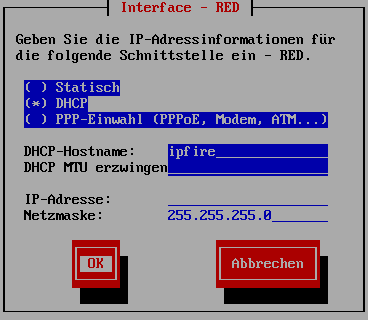 Interface - RED
Geben Sie die IP-Adressinformationen für
die folgende Schnittstelle ein - RED.
( ) Statisch
(*) DHCP
( ) PPP-Einwahl (PPPoE, Modem, ATM...)
DHCP-Hostname: ipfire
DHCP MTU erzwingen
IP-Adresse:
Netzmaske: 255.255.255.0
OK Abbrechen